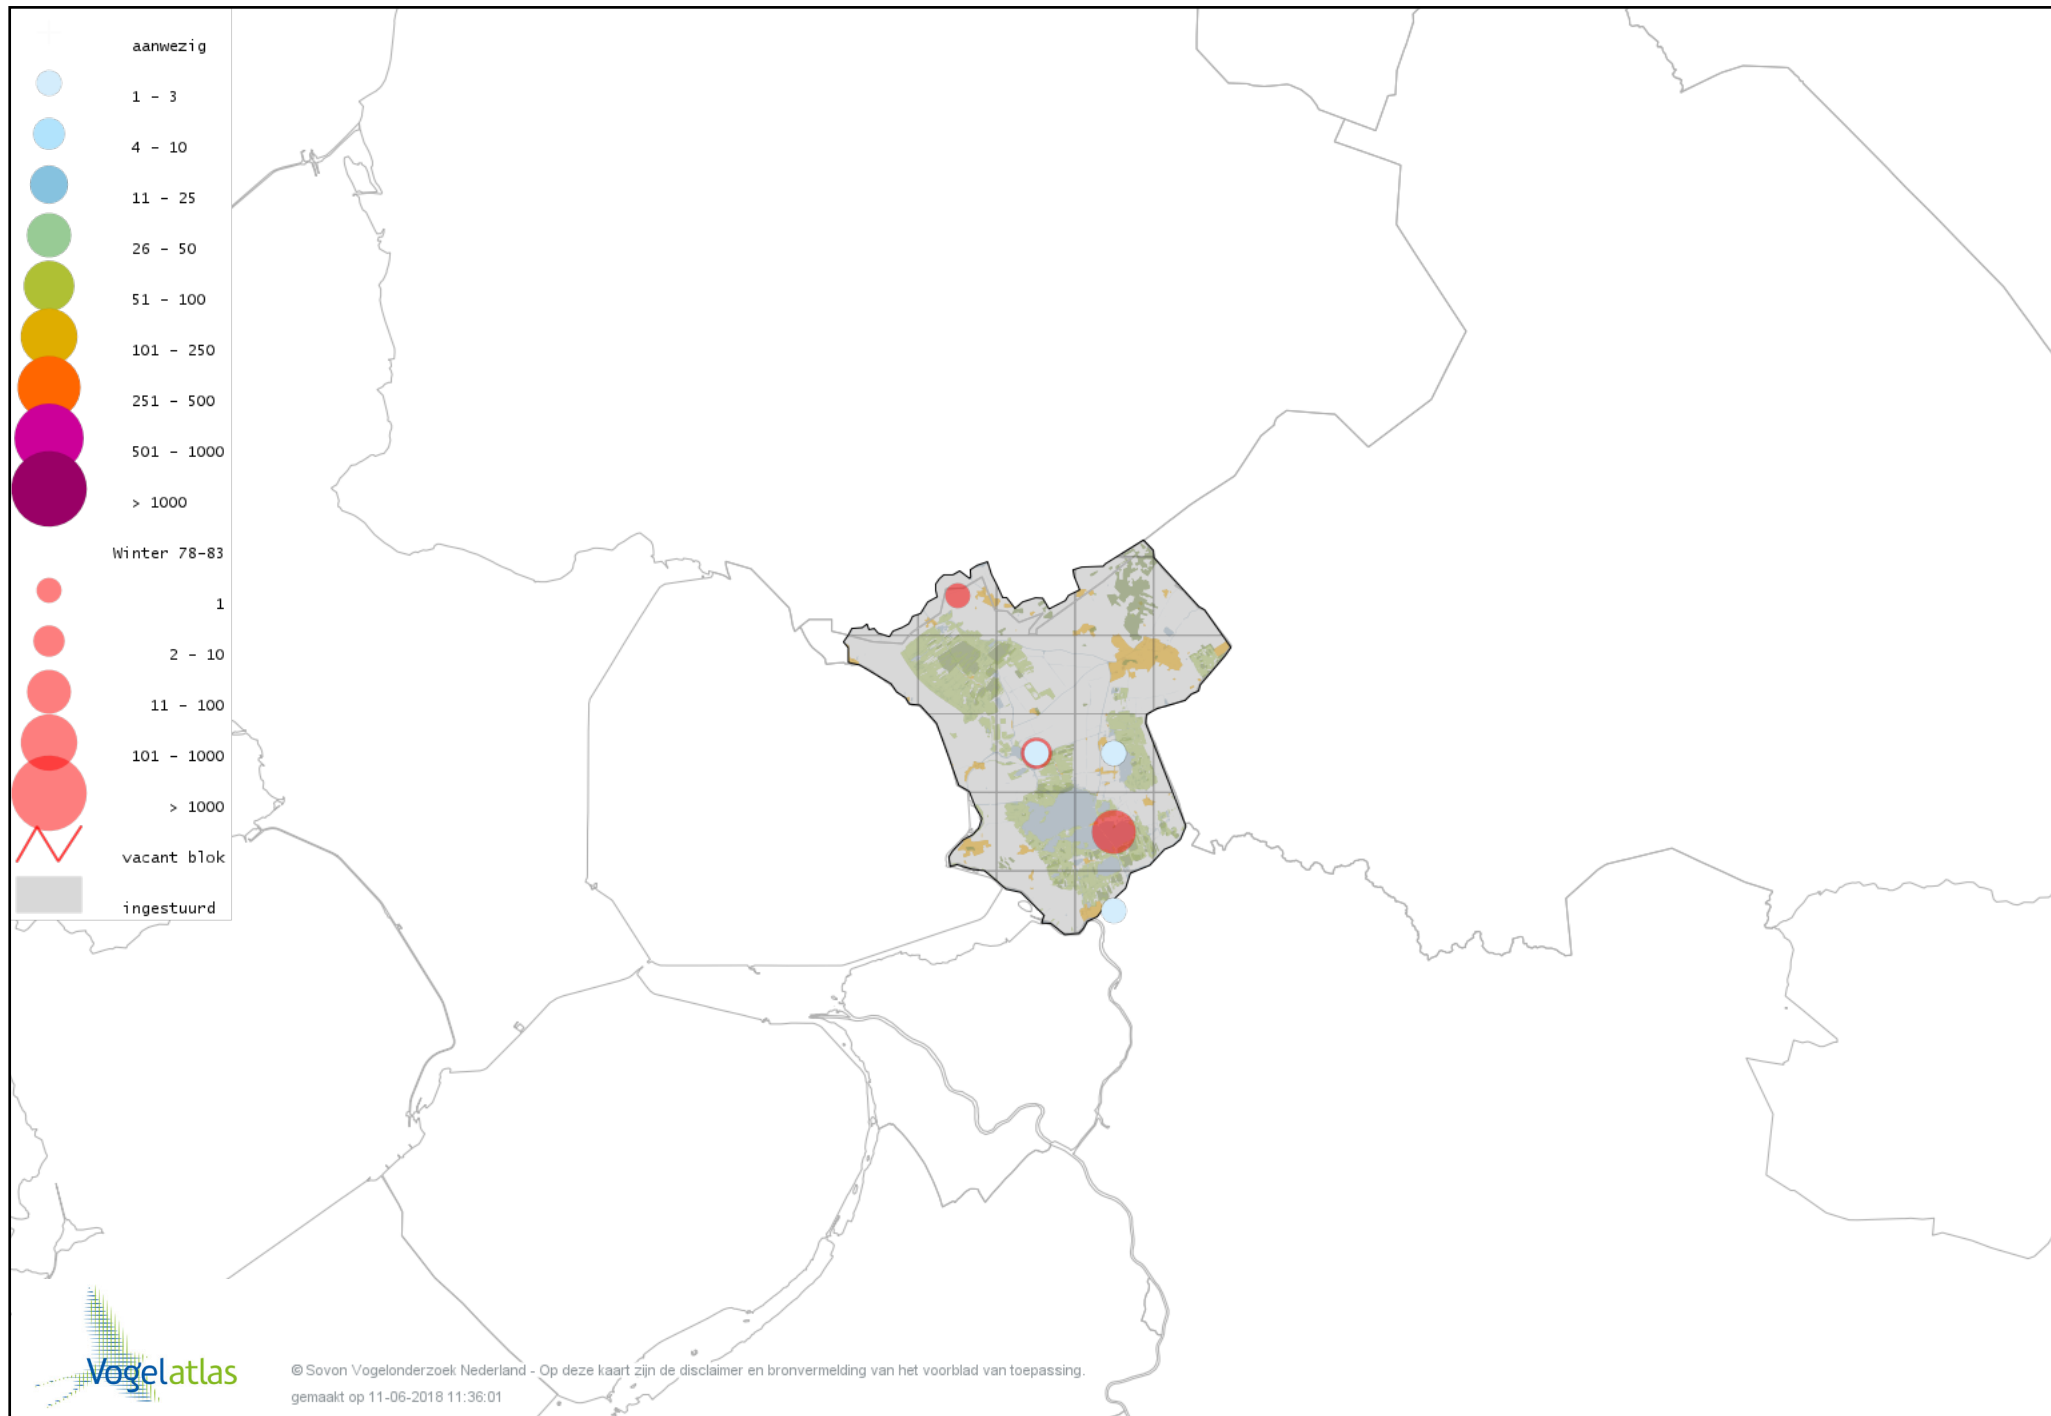 aanwezig
1 - 3
4 - 10
11 - 25
26 - 50
51 - 100
101 - 250
251 - 500
501 - 1000
> 1000
Winter 78-83
1
2 - 10
11 - 100
101 - 1000
> 1000
vacant blok
ingestuurd
Vogelatlas
© Sovon Vogelonderzoek Nederland - Op deze kaart zijn de disclaimer en bronvermelding van het voorblad van toepassing.
gemaakt op 11-06-2018 11:36:01